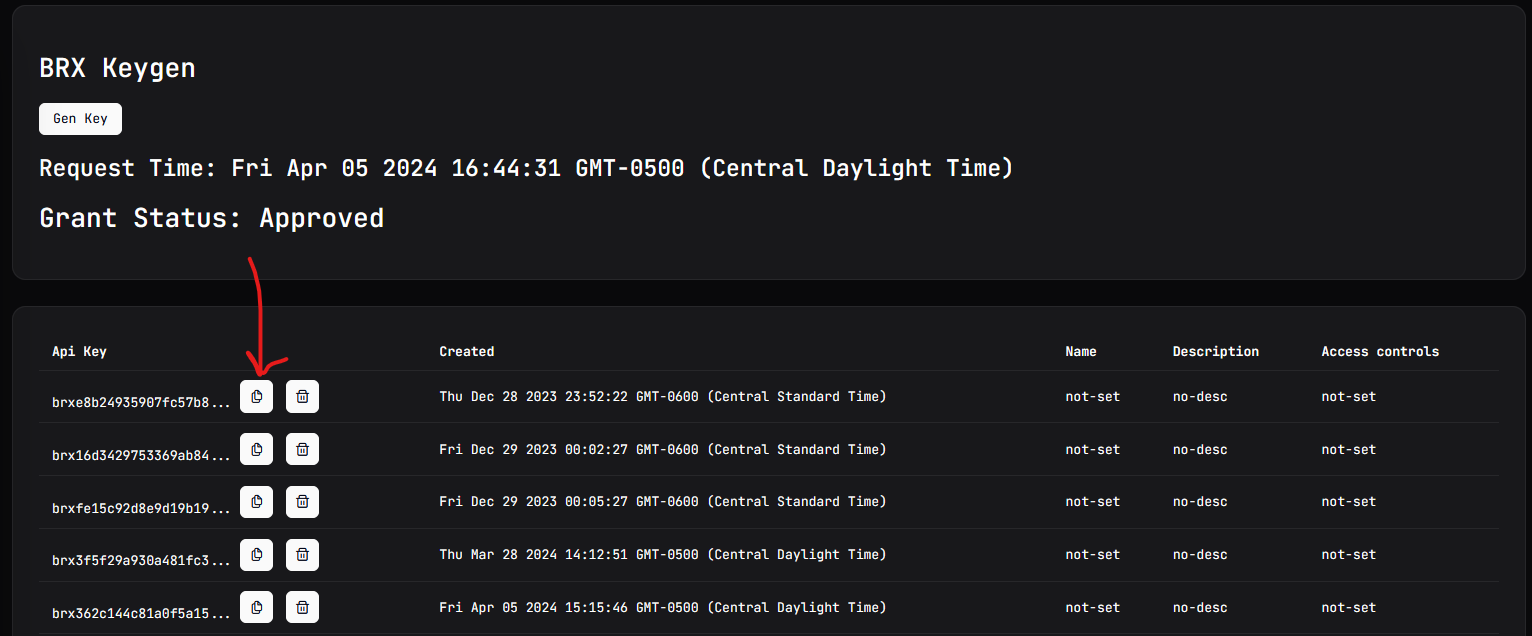 BRX Keygen
Gen Key
Request Time: Fri Apr 05 2024 16:44:31 GMT-0500 (Central Daylight Time)
Grant Status: Approved
Api Key Created Name Description Access controls
brxe8b24935907fc57b8... Thu Dec 28 2023 23:52:22 GMT-0600 (Central Standard Time) not-set no-desc not-set
brx16d3429753369ab84... Fri Dec 29 2023 00:02:27 GMT-0600 (Central Standard Time) not-set no-desc not-set
brxfe15c92d8e9d19b19... Fri Dec 29 2023 00:05:27 GMT-0600 (Central Standard Time) not-set no-desc not-set
brx3f5f29a930a481fc3... Thu Mar 28 2024 14:12:51 GMT-0500 (Central Daylight Time) not-set no-desc not-set
brx362c144c81a0f5a15... Fri Apr 05 2024 15:15:46 GMT-0500 (Central Daylight Time) not-set no-desc not-set